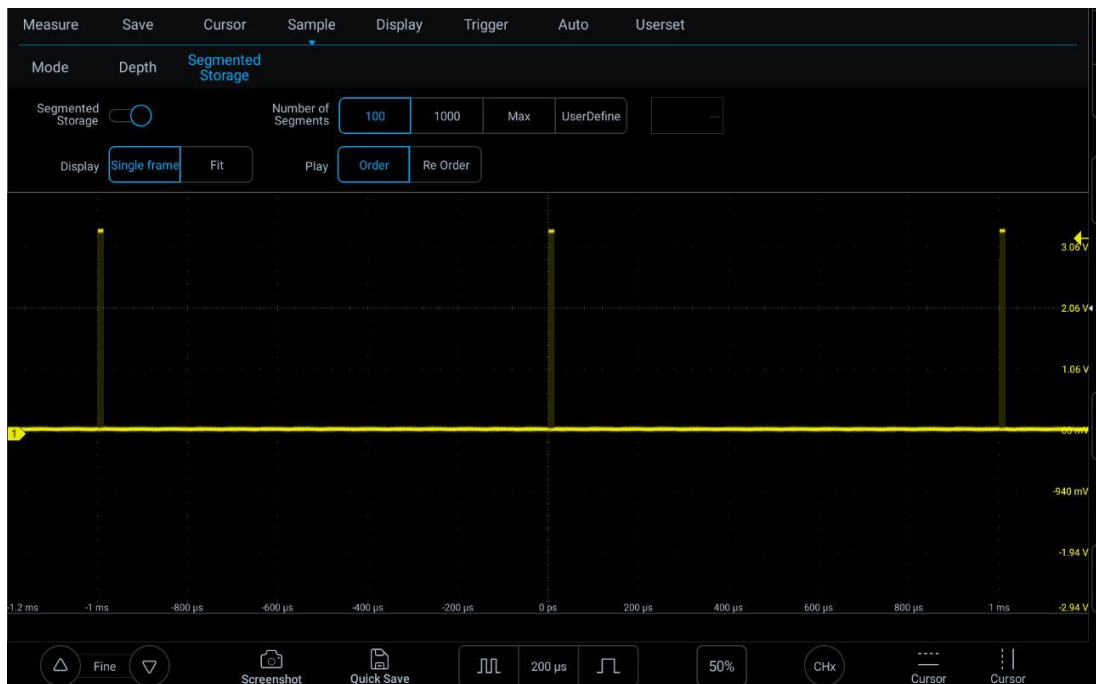 Measure Save Cursor Sample Display Trigger Auto Userset
Mode Depth Segmented
Storage
Segmented
Storage
Number of
Segments
100 1000 Max UserDefine ---
Display Single frame Fit Play Order Re Order
3.06 V
2.06 V
1.06 V
1
-940 mV
-1.94 V
-1.2 ms -1 ms -800 µs -600 µs -400 µs -200 µs 0 ps 200 µs 400 µs 600 µs 800 µs 1 ms -2.94 V
Fine 200 µs 50% CHx
Screenshot Quick Save Cursor Cursor